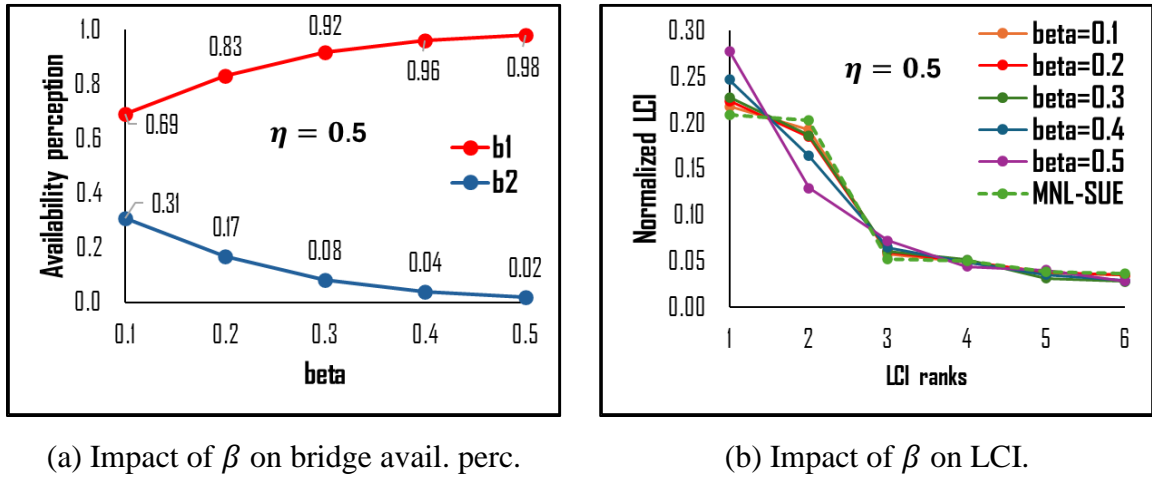 1.0
0.8
0.6
0.4
0.2
0.0
Availability perception
0.69
0.83
0.92
0.96
0.98
η = 0.5
b1
b2
0.31
0.17
0.08
0.04
0.02
0.1 0.2 0.3 0.4 0.5
beta
(a) Impact of β on bridge avail. perc.
0.30
0.25
0.20
0.15
0.10
0.05
0.00
Normalized LCI
η = 0.5
beta=0.1
beta=0.2
beta=0.3
beta=0.4
beta=0.5
MNL-SUE
1 2 3 4 5 6
LCI ranks
(b) Impact of β on LCI.